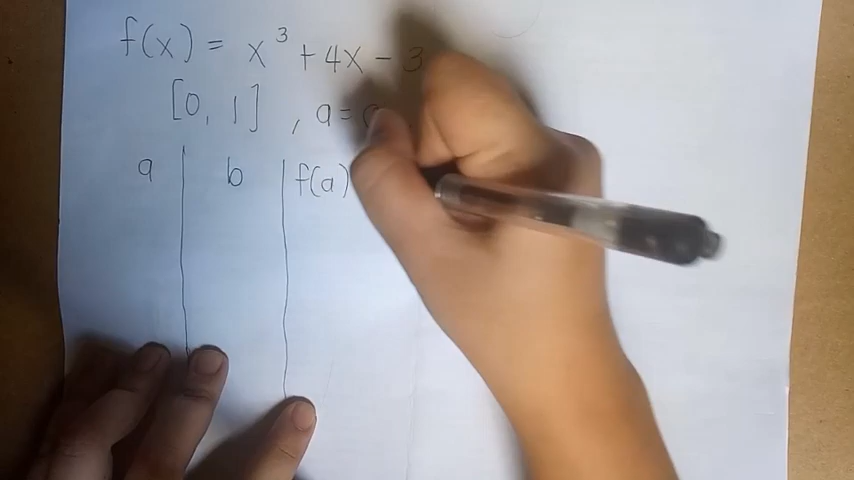 f(x) = x³ + 4x - 3
[0, 1] , a =
a b f(a)